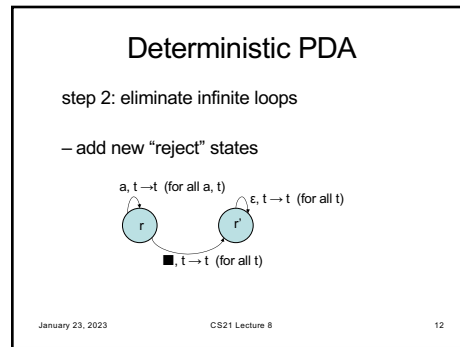 Deterministic PDA
step 2: eliminate infinite loops
– add new “reject” states
a, t → t (for all a, t)
ε, t → t (for all t)
r
r’
■, t → t (for all t)
January 23, 2023
CS21 Lecture 8
12